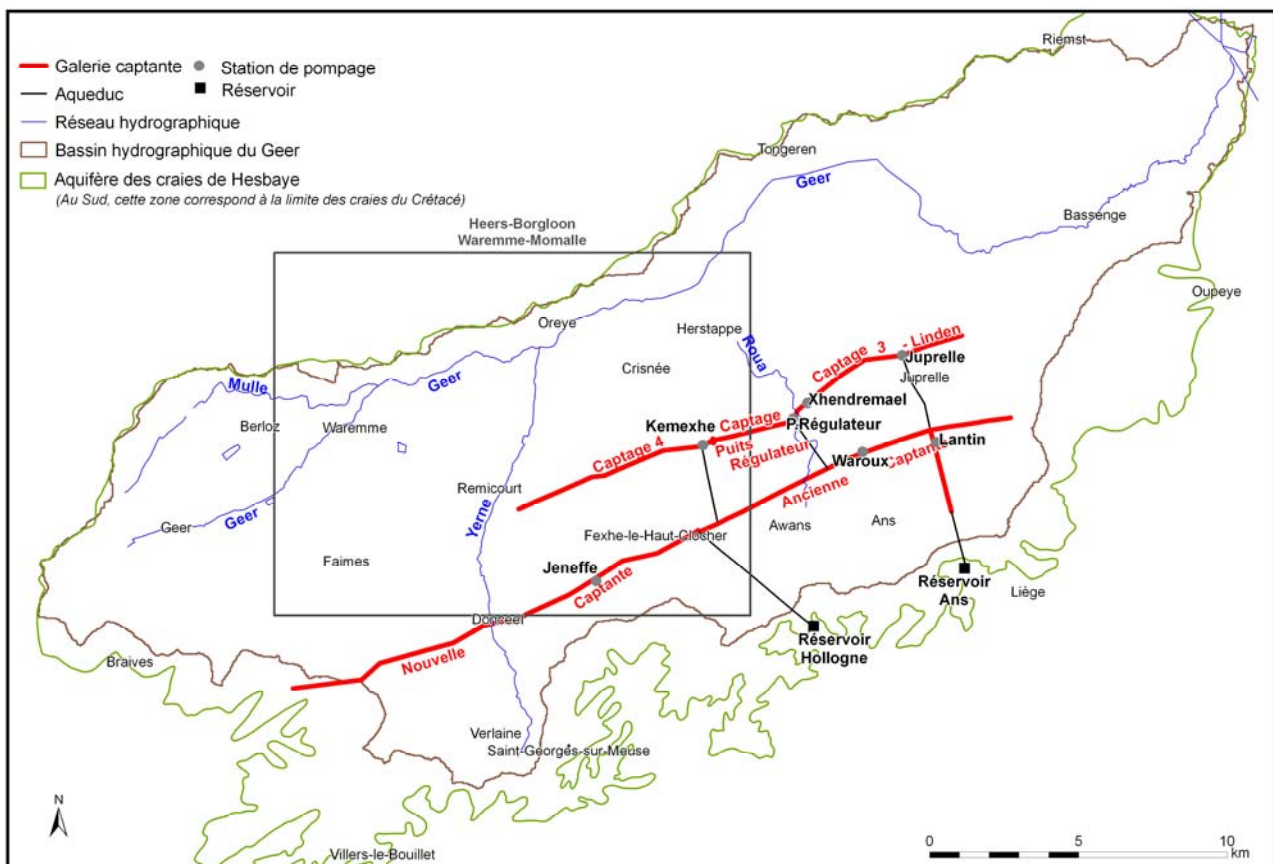 Galerie captante
Station de pompage
Aqueduc
Réservoir
Réseau hydrographique
Bassin hydrographique du Geer
Aquifère des craies de Hesbaye
(Au Sud, cette zone correspond à la limite des craies du Crétacé)
Riemst
Tongeren
Geer
Bassenge
Heers-Borgloon
Waremme-Momalle
Oupeye
Oreye
Herstappe
Roua
Captage 3 - Linden
Juprelle
Juprelle
Crisnée
Mulle
Geer
Berloz
Waremme
Xhendremael
Kemexhe
Captage
P.Régulateur
Puits
Régulateur
Lantin
Captage 4
Waroux
Captante
Remicourt
Ancienne
Geer
Geer
Yerne
Fexhe-le-Haut-Clocher
Awans
Ans
Faimes
Jeneffe
Captante
Réservoir
Ans
Liège
Donceel
Nouvelle
Réservoir
Hollogne
Braives
Verlaine
Saint-Georges-sur-Meuse
N
Villers-le-Bouillet
0 5 10
km